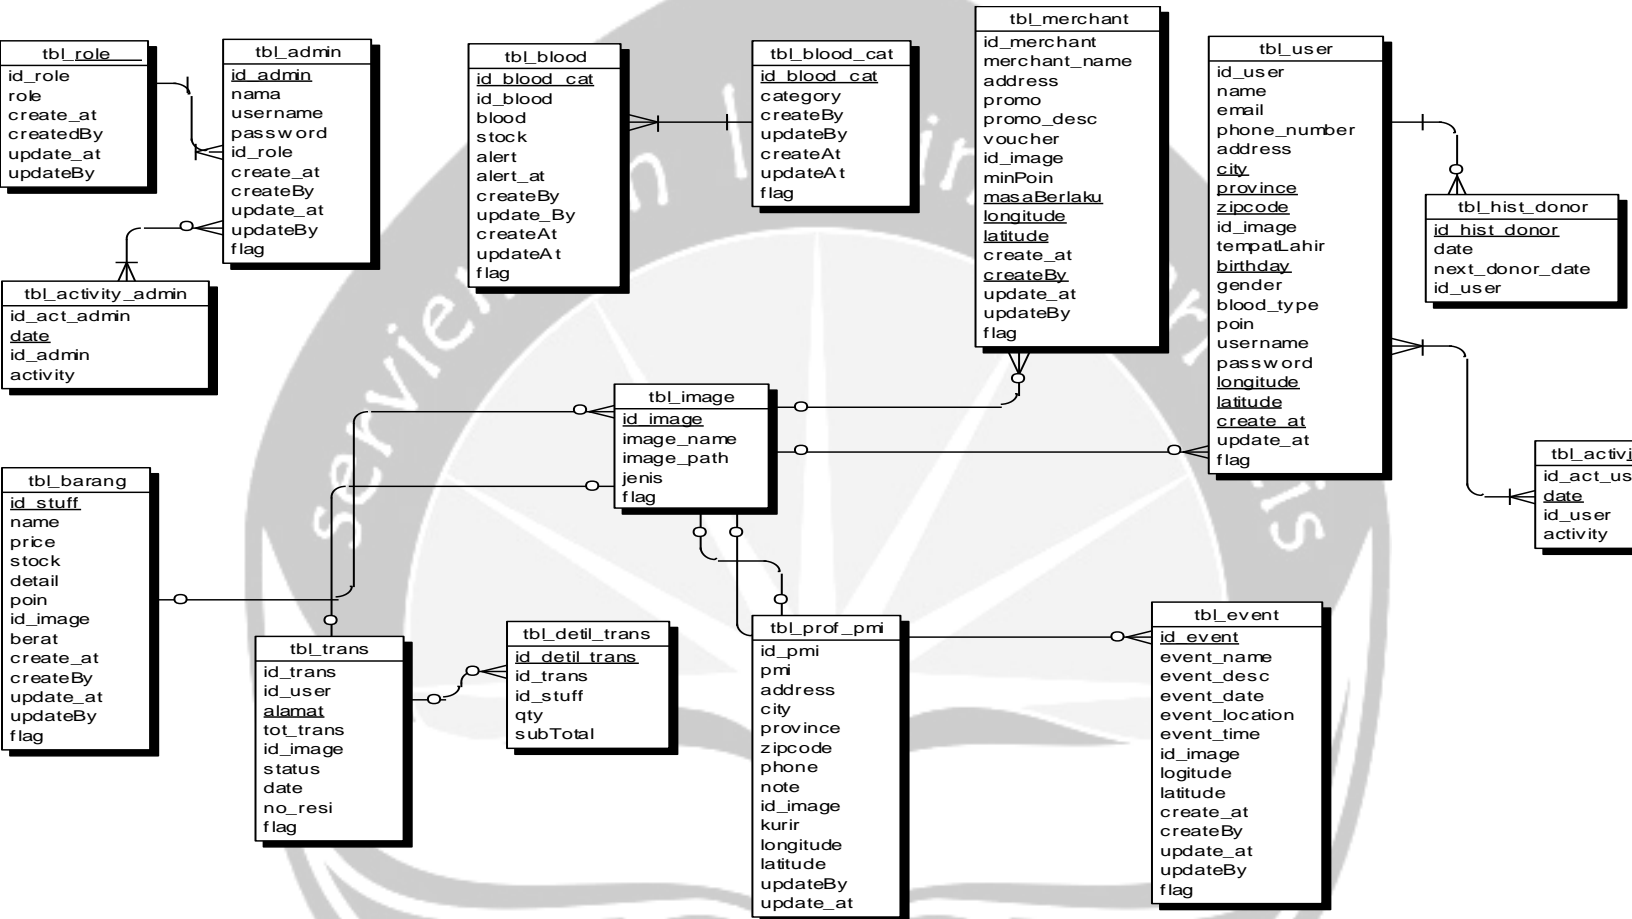 tbl_role
id_role
role
create_at
createdBy
update_at
updateBy
tbl_admin
id_admin
nama
username
password
id_role
create_at
createBy
update_at
updateBy
flag
tbl_activity_admin
id_act_admin
date
id_admin
activity
tbl_blood
id_blood_cat
id_blood
blood
stock
alert
alert_at
createBy
update_By
createAt
updateAt
flag
tbl_blood_cat
id_blood_cat
category
createBy
updateBy
createAt
updateAt
flag
tbl_merchant
id_merchant
merchant_name
address
promo
promo_desc
voucher
id_image
minPoin
masaBerlaku
longitude
latitude
create_at
createBy
update_at
updateBy
flag
tbl_user
id_user
name
email
phone_number
address
city
province
zipcode
id_image
tempatLahir
birthday
gender
blood_type
poin
username
password
longitude
latitude
create_at
update_at
flag
tbl_hist_donor
id_hist_donor
date
next_donor_date
id_user
id_act_us
date
id_user
activity
tbl_image
id_image
image_name
image_path
jenis
flag
tbl_barang
id_stuff
name
price
stock
detail
poin
id_image
berat
create_at
createBy
update_at
updateBy
flag
tbl_trans
id_trans
id_user
alamat
tot_trans
id_image
status
date
no_resi
flag
tbl_detil_trans
id_detil_trans
id_trans
id_stuff
qty
subTotal
tbl_prof_pmi
id_pmi
pmi
address
city
province
zipcode
phone
note
id_image
kurir
longitude
latitude
updateBy
update_at
tbl_event
id_event
event_name
event_desc
event_date
event_location
event_time
id_image
logitude
latitude
create_at
createBy
update_at
updateBy
flag